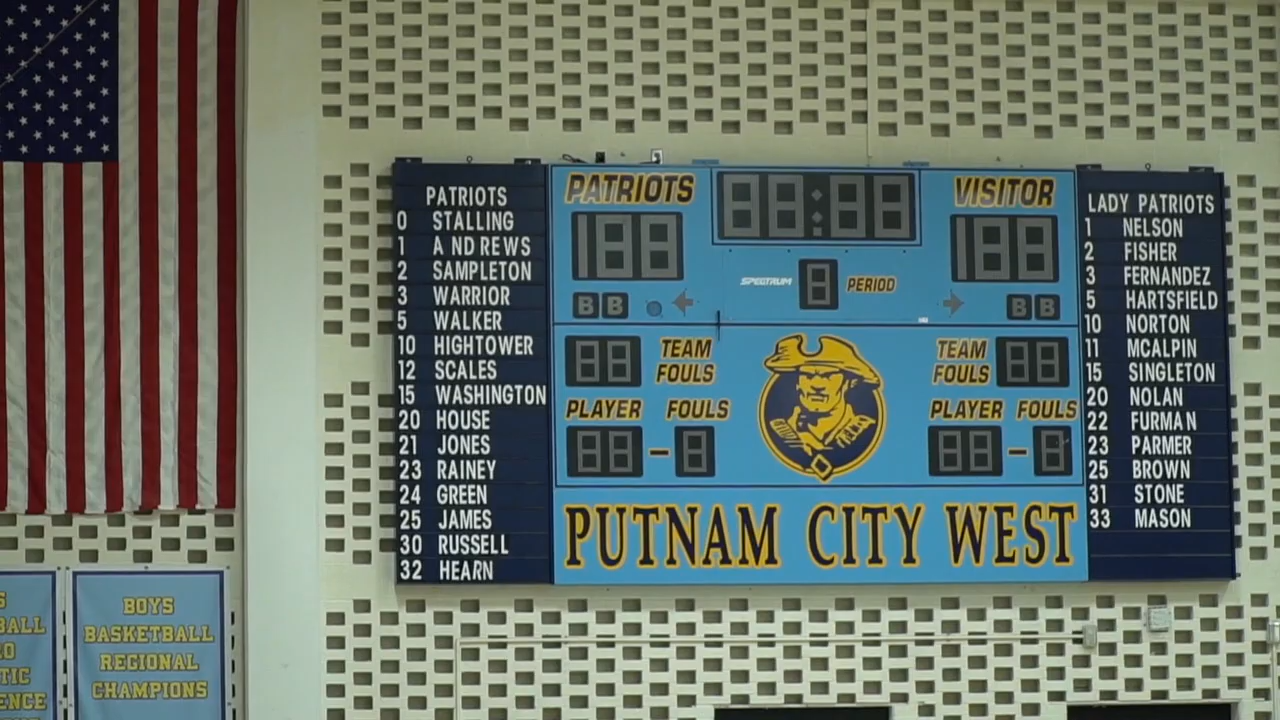 PATRIOTS
0 STALLING
1 ANDREWS
2 SAMPLETON
3 WARRIOR
5 WALKER
10 HIGHTOWER
12 SCALES
15 WASHINGTON
20 HOUSE
21 JONES
23 RAINEY
24 GREEN
25 JAMES
30 RUSSELL
32 HEARN
PATRIOTS
VISITOR
SPECTRUM
PERIOD
B B
B B
TEAM
FOULS
TEAM
FOULS
PLAYER FOULS
PLAYER FOULS
PUTNAM CITY WEST
LADY PATRIOTS
1 NELSON
2 FISHER
3 FERNANDEZ
5 HARTSFIELD
10 NORTON
11 MCALPIN
15 SINGLETON
20 NOLAN
22 FURMAN
23 PARMER
25 BROWN
31 STONE
33 MASON
BOYS
BASKETBALL
REGIONAL
CHAMPIONS